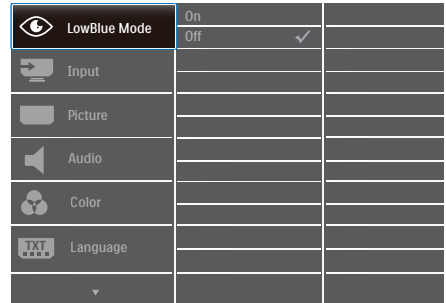 LowBlue Mode
On
Off
Input
Picture
Audio
Color
TXT
Language